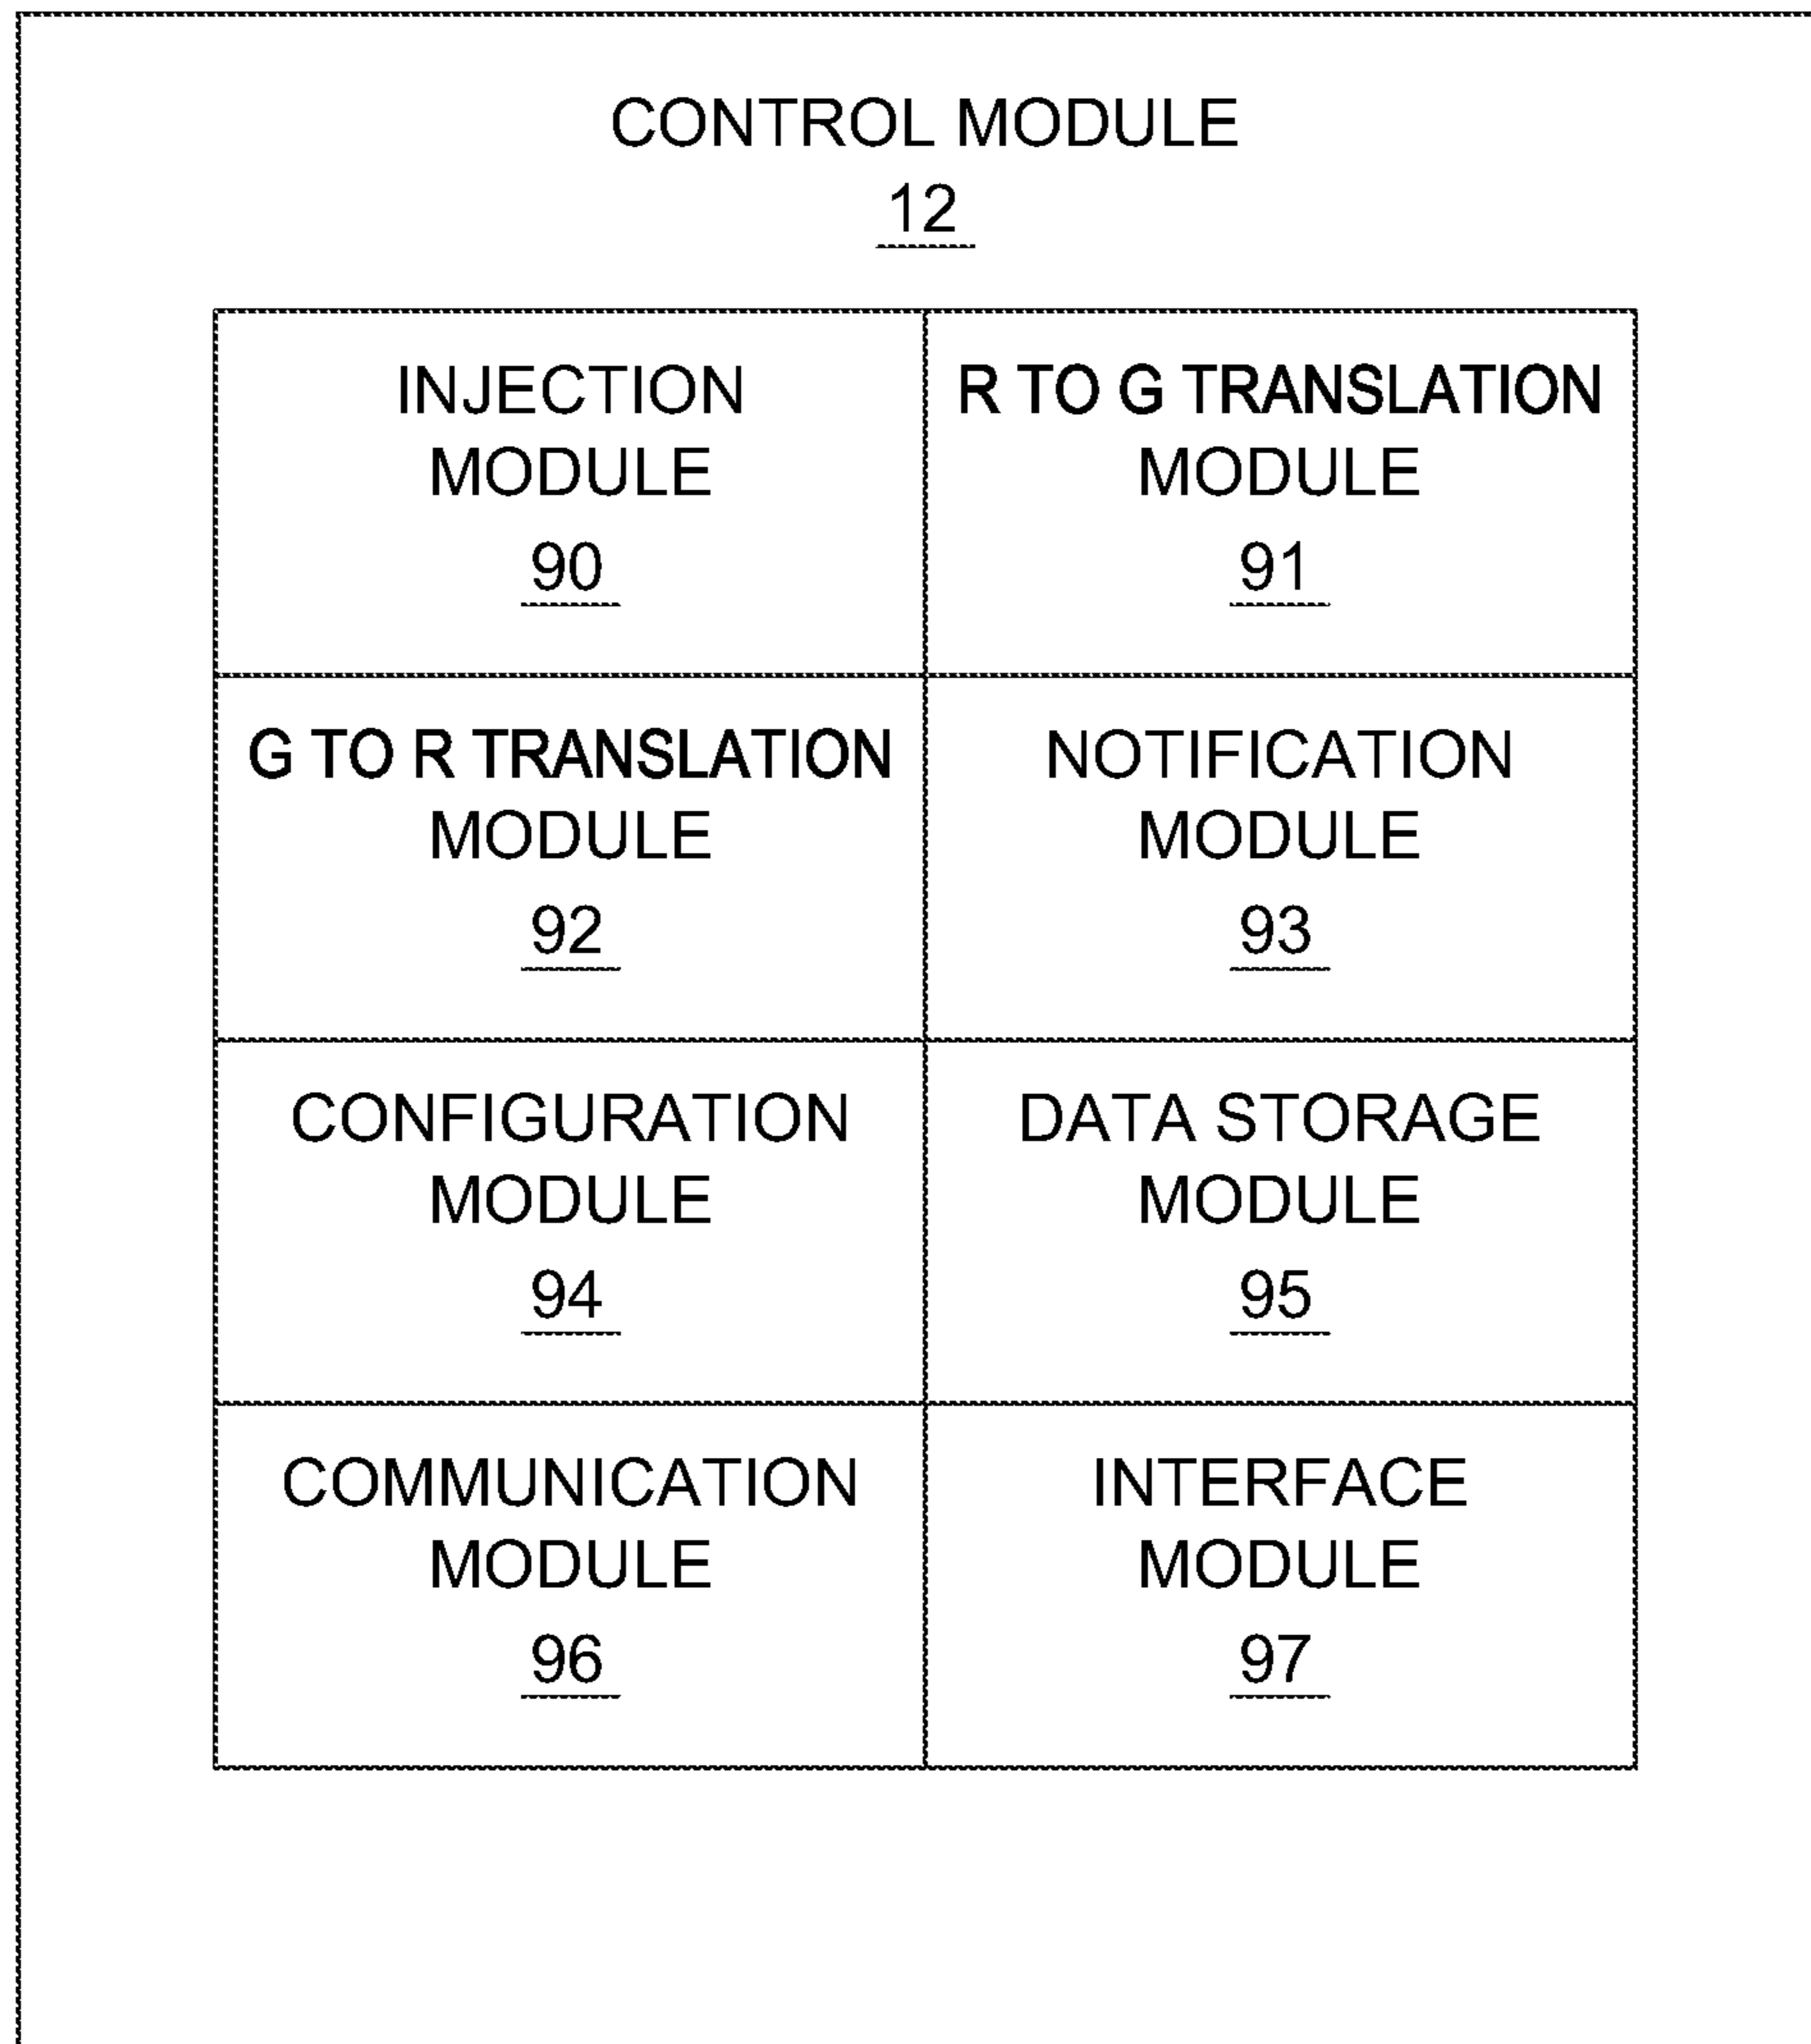 CONTROL MODULE
12
INJECTION
MODULE
90
R TO G TRANSLATION
MODULE
91
G TO R TRANSLATION
MODULE
92
NOTIFICATION
MODULE
93
CONFIGURATION
MODULE
94
DATA STORAGE
MODULE
95
COMMUNICATION
MODULE
96
INTERFACE
MODULE
97